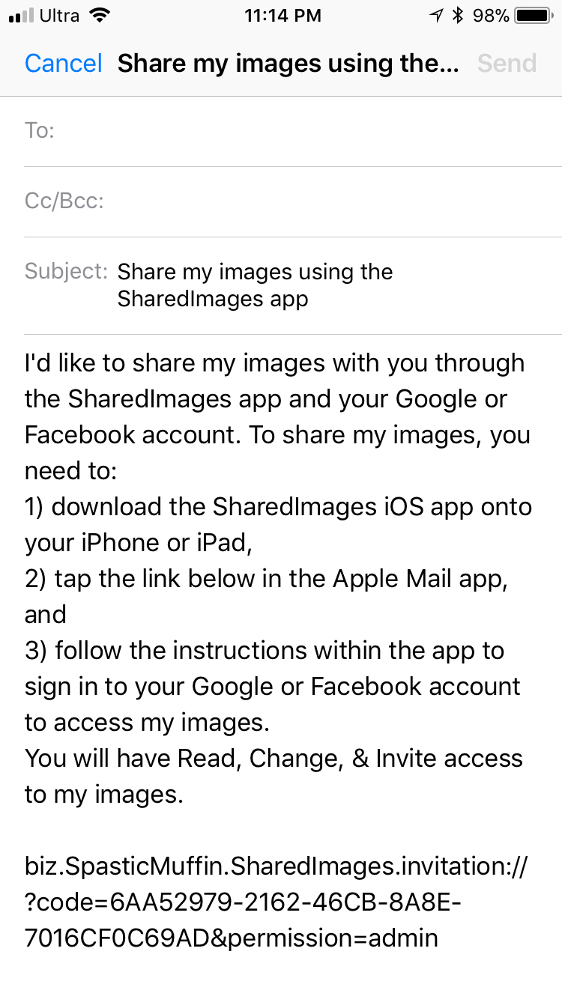 Ultra 11:14 PM 98%
Cancel Share my images using the... Send
To:
Cc/Bcc:
Subject: Share my images using the
SharedImages app
I'd like to share my images with you through
the SharedImages app and your Google or
Facebook account. To share my images, you
need to:
1) download the SharedImages iOS app onto
your iPhone or iPad,
2) tap the link below in the Apple Mail app,
and
3) follow the instructions within the app to
sign in to your Google or Facebook account
to access my images.
You will have Read, Change, & Invite access
to my images.
biz.SpasticMuffin.SharedImages.invitation://
?code=6AA52979-2162-46CB-8A8E-
7016CF0C69AD&permission=admin